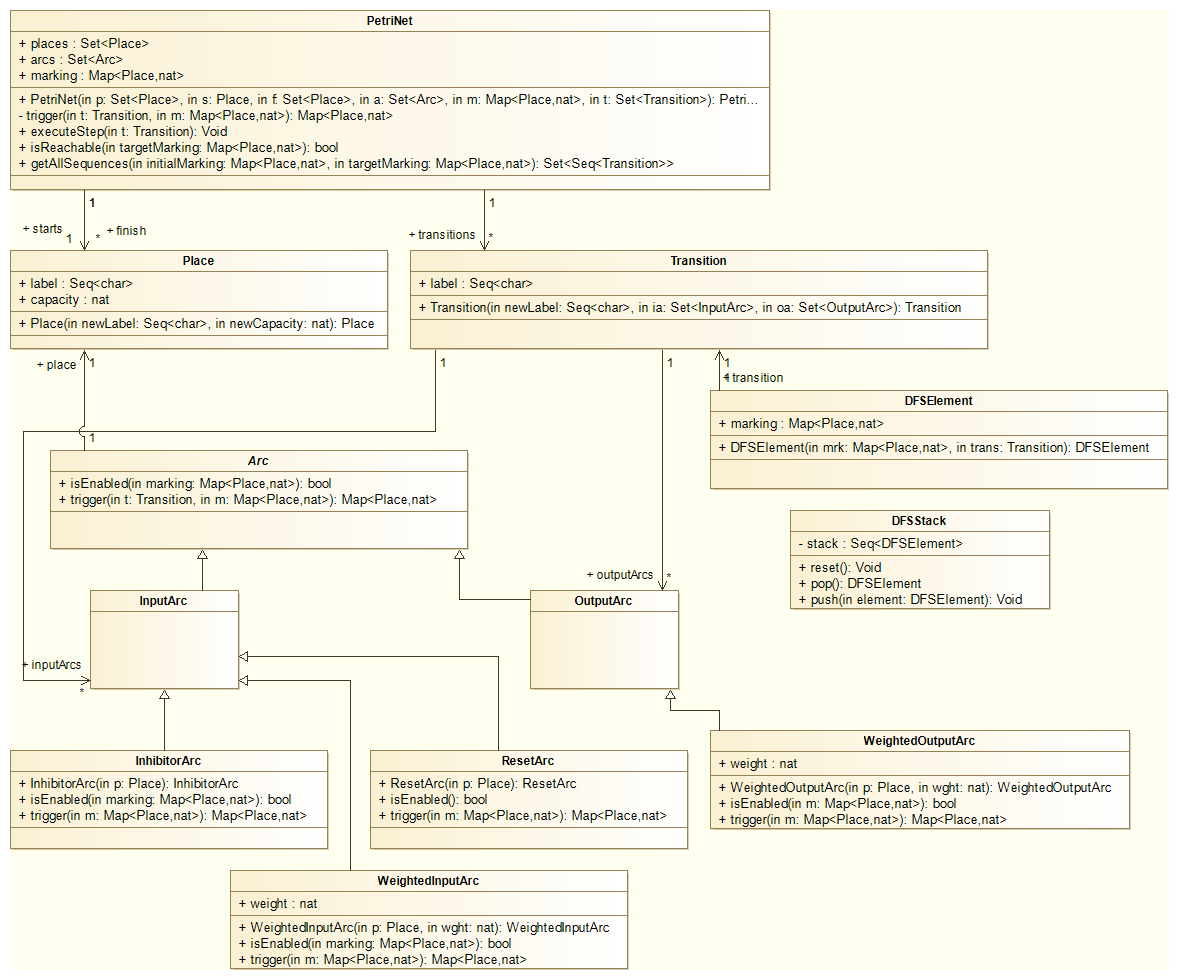 PetriNet
+ places : Set<Place>
+ arcs : Set<Arc>
+ marking : Map<Place,nat>
+ PetriNet(in p: Set<Place>, in s: Place, in f: Set<Place>, in a: Set<Arc>, in m: Map<Place,nat>, in t: Set<Transition>): Petri...
- trigger(in t: Transition, in m: Map<Place,nat>): Map<Place,nat>
+ executeStep(in t: Transition): Void
+ isReachable(in targetMarking: Map<Place,nat>): bool
+ getAllSequences(in initialMarking: Map<Place,nat>, in targetMarking: Map<Place,nat>): Set<Seq<Transition>>
1
1
+ starts
1
*
+ finish
+ transitions
*
Place
+ label : Seq<char>
+ capacity : nat
+ Place(in newLabel: Seq<char>, in newCapacity: nat): Place
Transition
+ label : Seq<char>
+ Transition(in newLabel: Seq<char>, in ia: Set<InputArc>, in oa: Set<OutputArc>): Transition
+ place
1
1
1
1
+ transition
DFSElement
+ marking : Map<Place,nat>
+ DFSElement(in mrk: Map<Place,nat>, in trans: Transition): DFSElement
1
Arc
+ isEnabled(in marking: Map<Place,nat>): bool
+ trigger(in t: Transition, in m: Map<Place,nat>): Map<Place,nat>
DFSStack
- stack : Seq<DFSElement>
+ reset(): Void
+ pop(): DFSElement
+ push(in element: DFSElement): Void
+ outputArcs
*
InputArc
OutputArc
+ inputArcs
*
InhibitorArc
+ InhibitorArc(in p: Place): InhibitorArc
+ isEnabled(in marking: Map<Place,nat>): bool
+ trigger(in m: Map<Place,nat>): Map<Place,nat>
ResetArc
+ ResetArc(in p: Place): ResetArc
+ isEnabled(): bool
+ trigger(in m: Map<Place,nat>): Map<Place,nat>
WeightedOutputArc
+ weight : nat
+ WeightedOutputArc(in p: Place, in wght: nat): WeightedOutputArc
+ isEnabled(in m: Map<Place,nat>): bool
+ trigger(in m: Map<Place,nat>): Map<Place,nat>
WeightedInputArc
+ weight : nat
+ WeightedInputArc(in p: Place, in wght: nat): WeightedInputArc
+ isEnabled(in marking: Map<Place,nat>): bool
+ trigger(in m: Map<Place,nat>): Map<Place,nat>